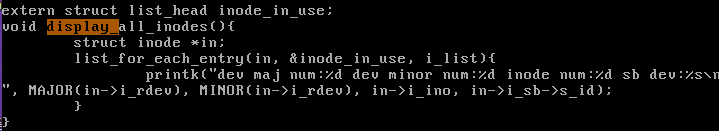 extern struct list_head inode_in_use;
void display_all_inodes(){
        struct inode *in;
        list_for_each_entry(in, &inode_in_use, i_list){
                printk("dev maj num:%d dev minor num:%d inode num:%d sb dev:%s\n
", MAJOR(in->i_rdev), MINOR(in->i_rdev), in->i_ino, in->i_sb->s_id);
        }
}